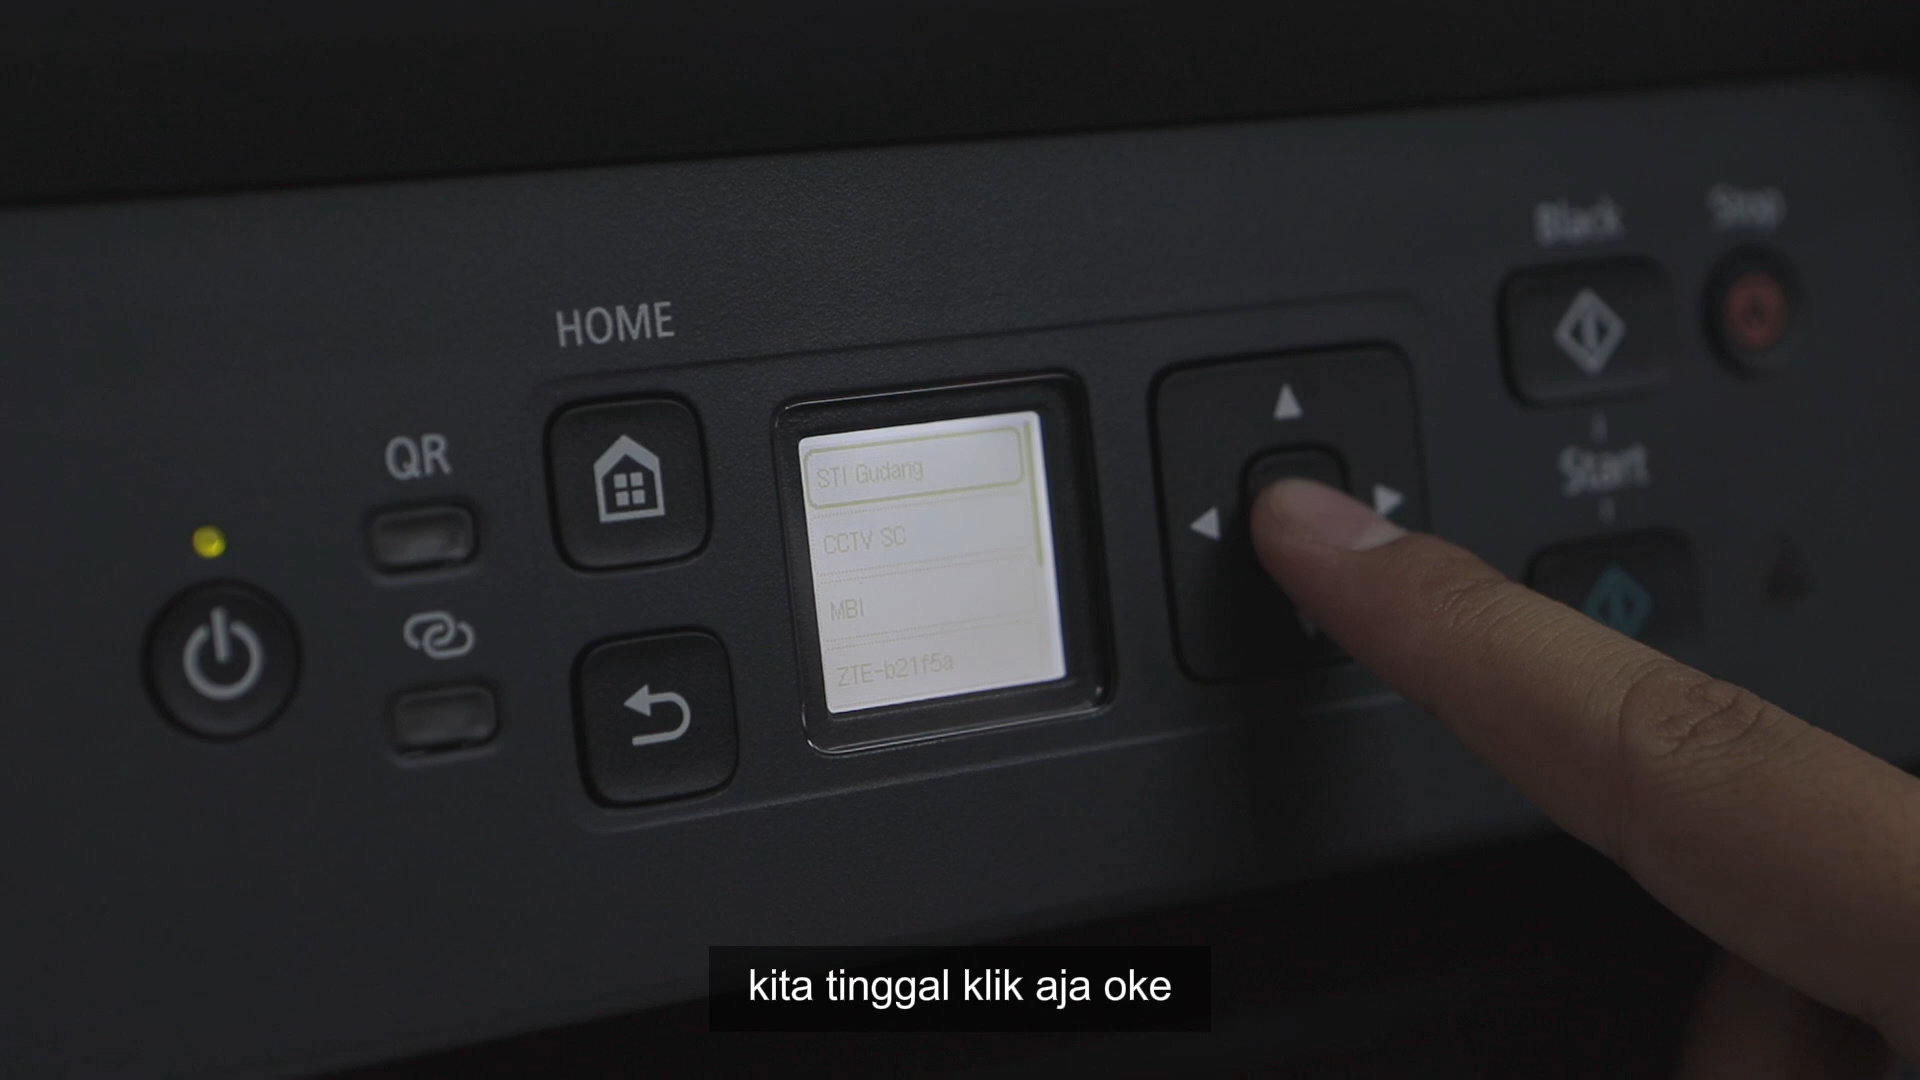 Black
Stop
HOME
QR
STI Gudang
CCTV SC
MBI
ZTE-b21f5a
Start
kita tinggal klik aja oke